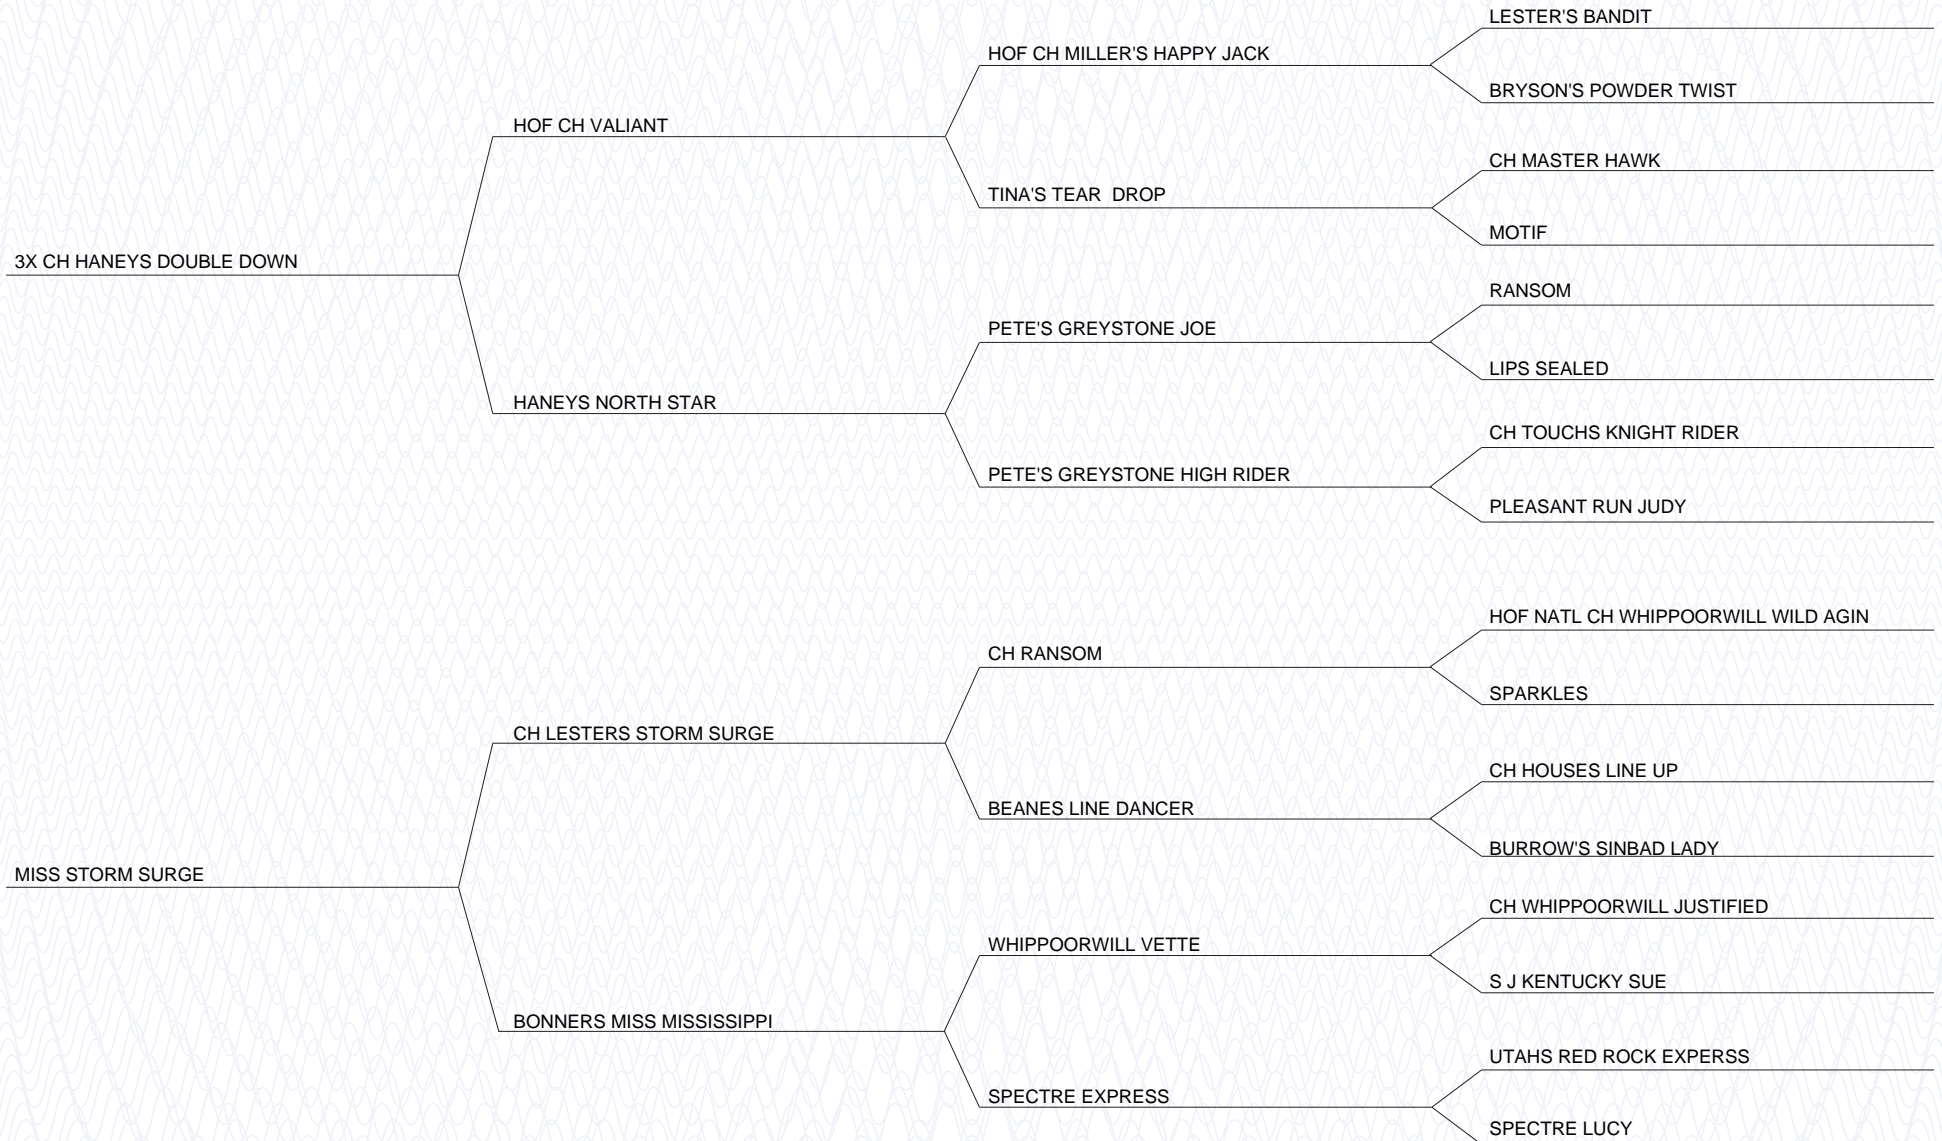 LESTER'S BANDIT
HOF CH MILLER'S HAPPY JACK
BRYSON'S POWDER TWIST
HOF CH VALIANT
CH MASTER HAWK
TINA'S TEAR  DROP
MOTIF
3X CH HANEYS DOUBLE DOWN
RANSOM
PETE'S GREYSTONE JOE
LIPS SEALED
HANEYS NORTH STAR
CH TOUCHS KNIGHT RIDER
PETE'S GREYSTONE HIGH RIDER
PLEASANT RUN JUDY
HOF NATL CH WHIPPOORWILL WILD AGIN
CH RANSOM
SPARKLES
CH LESTERS STORM SURGE
CH HOUSES LINE UP
BEANES LINE DANCER
BURROW'S SINBAD LADY
MISS STORM SURGE
CH WHIPPOORWILL JUSTIFIED
WHIPPOORWILL VETTE
S J KENTUCKY SUE
BONNERS MISS MISSISSIPPI
UTAHS RED ROCK EXPERSS
SPECTRE EXPRESS
SPECTRE LUCY